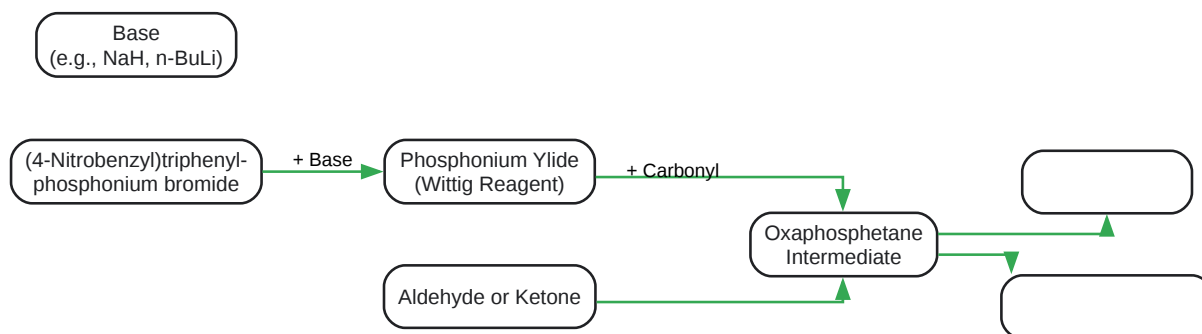 Base
(e.g., NaH, n-BuLi)
(4-Nitrobenzyl)triphenyl-
phosphonium bromide
+ Base
Phosphonium Ylide
(Wittig Reagent)
+ Carbonyl
Oxaphosphetane
Intermediate
Aldehyde or Ketone